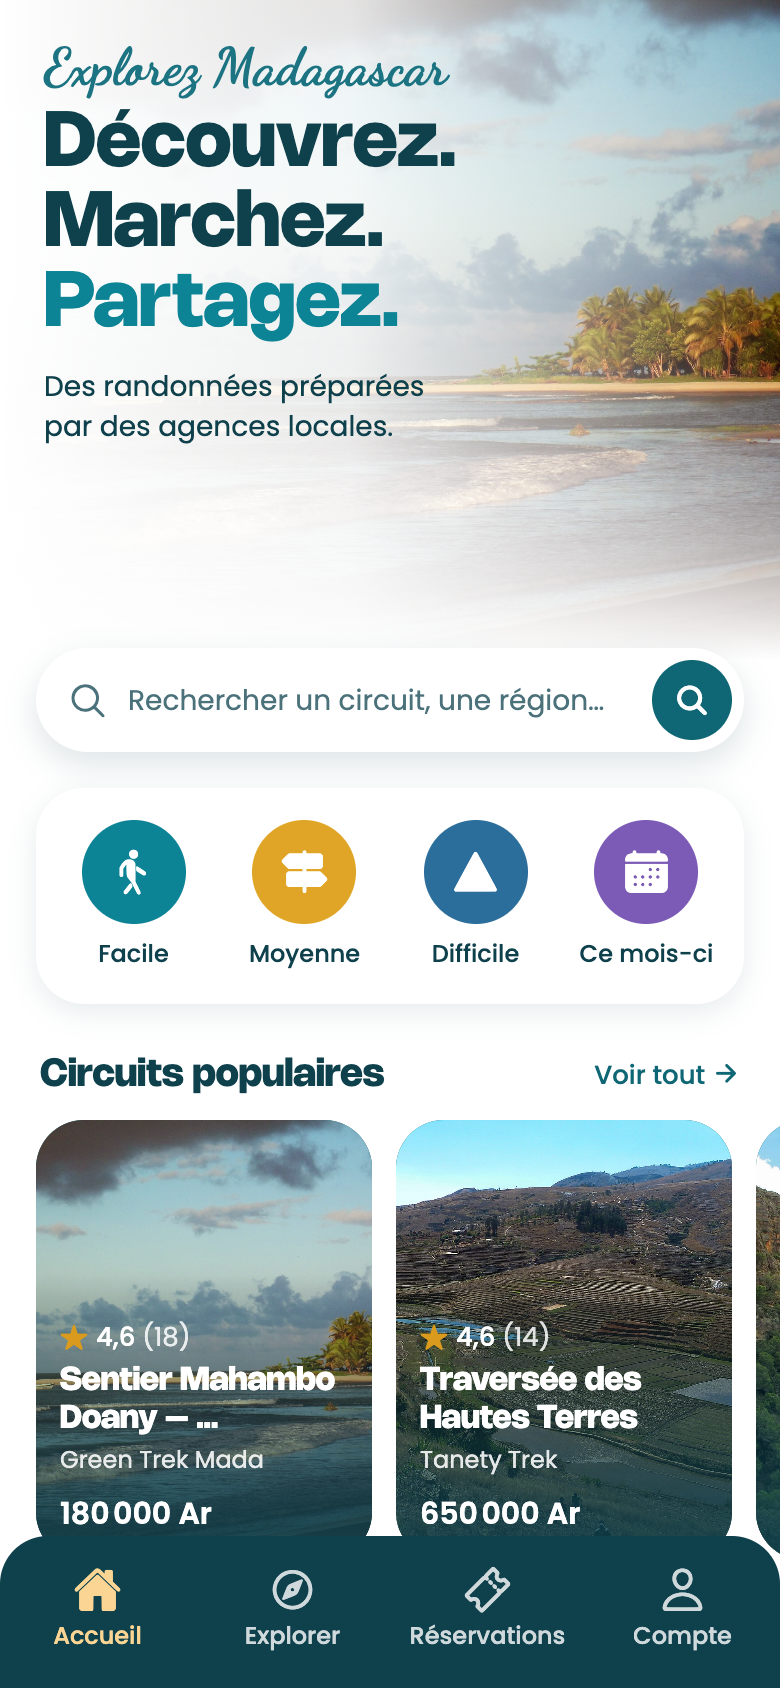 Explorez Madagascar
Découvrez.
Marchez.
Partagez.
Des randonnées préparées
par des agences locales.
Rechercher un circuit, une région...
Facile
Moyenne
Difficile
Ce mois-ci
Circuits populaires
Voir tout →
4,6 (18)
Sentier Mahambo
Doany – ...
Green Trek Mada
180 000 Ar
4,6 (14)
Traversée des
Hautes Terres
Tanety Trek
650 000 Ar
Accueil
Explorer
Réservations
Compte